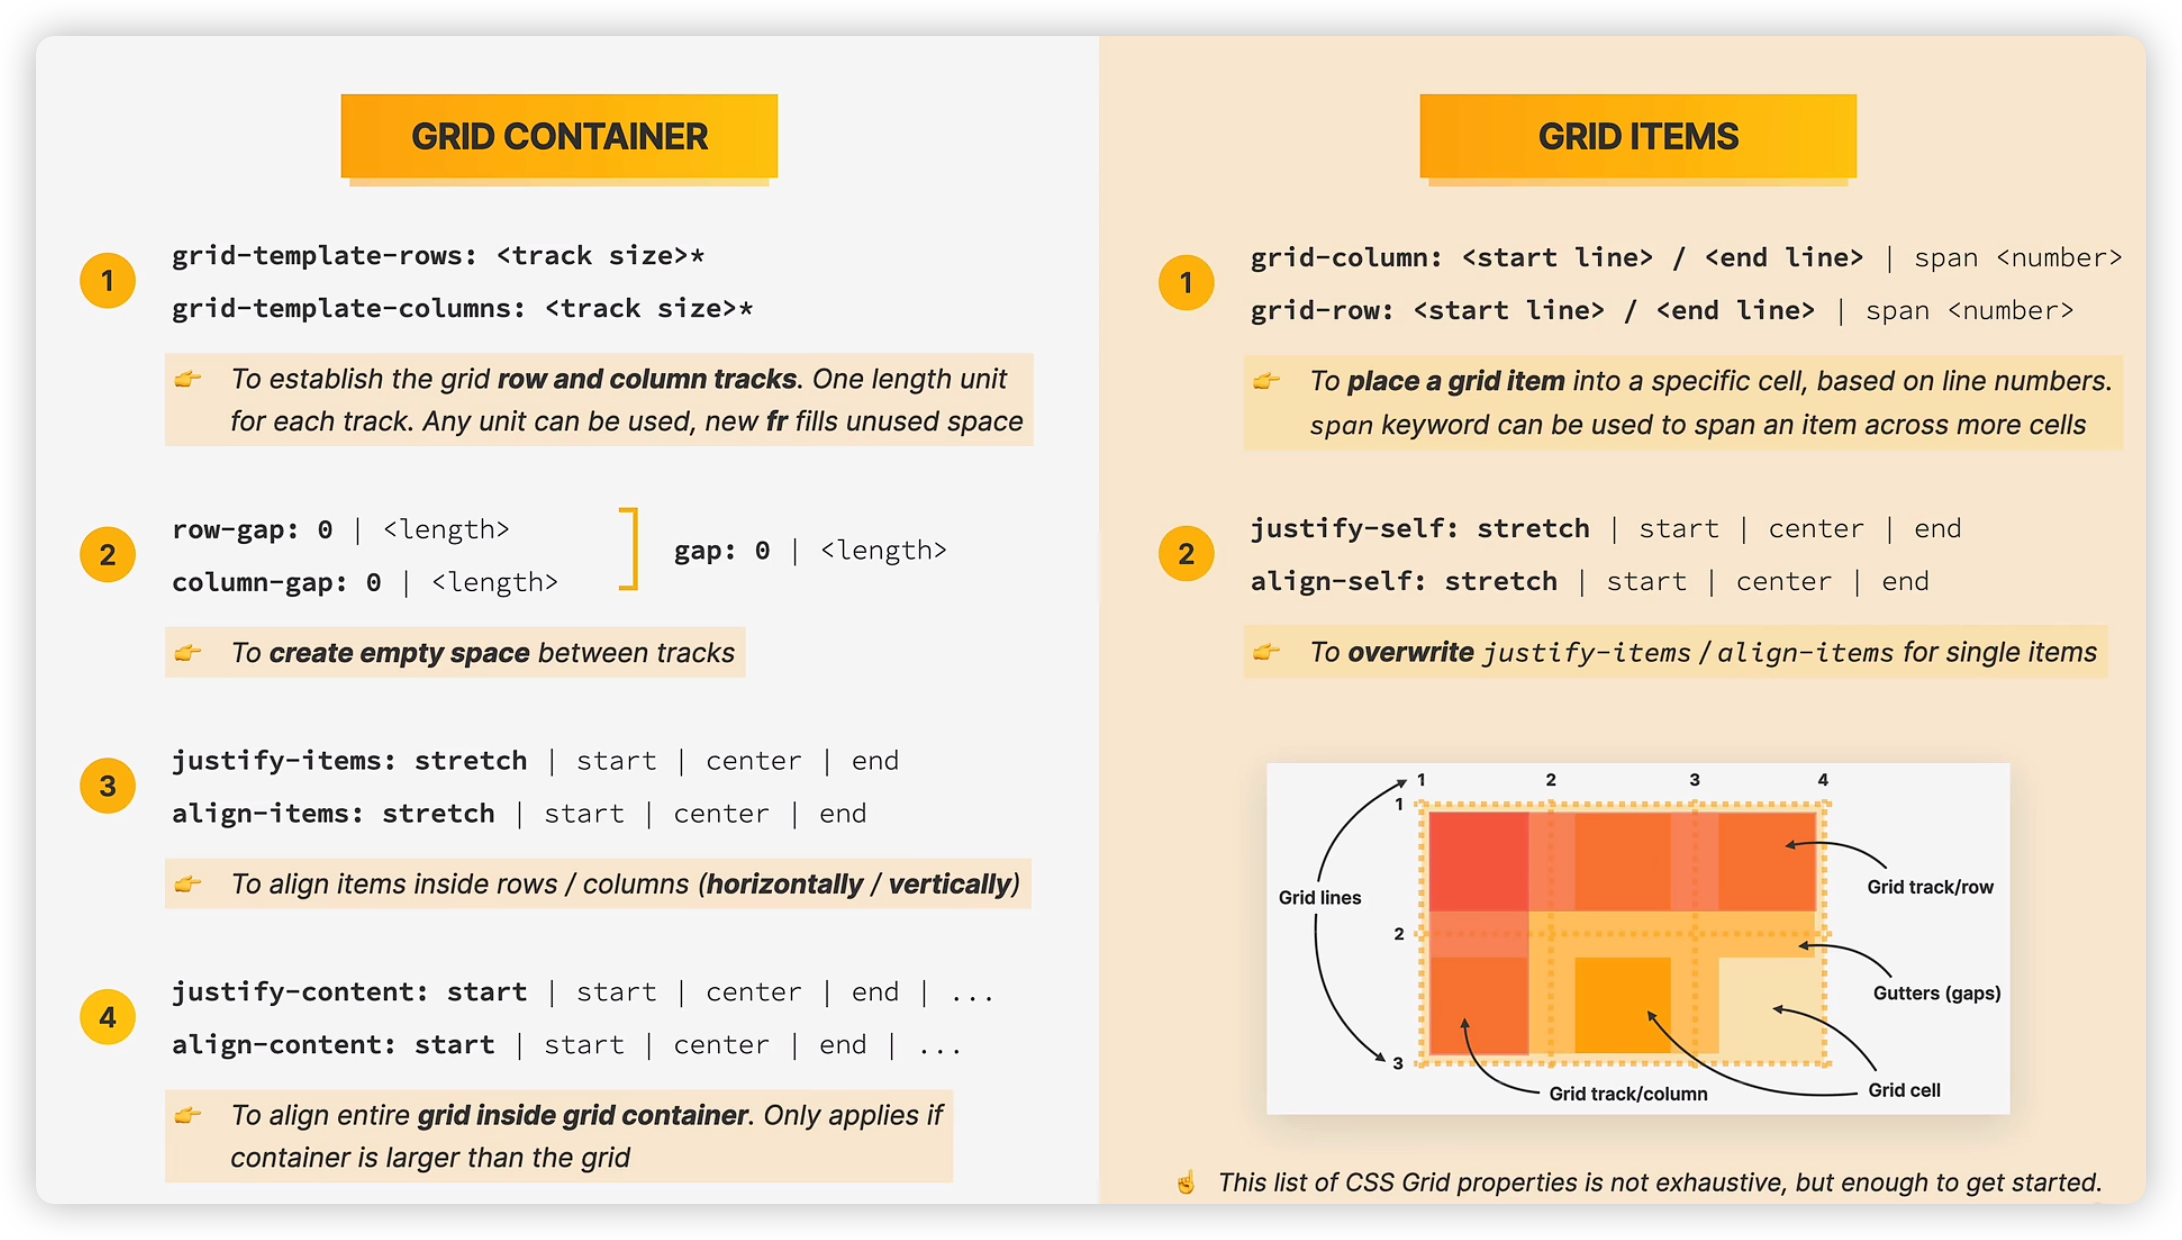 GRID CONTAINER
1
grid-template-rows: <track size>*
grid-template-columns: <track size>*
👉 To establish the grid row and column tracks. One length unit
for each track. Any unit can be used, new fr fills unused space
2
row-gap: 0 | <length>
column-gap: 0 | <length>
gap: 0 | <length>
👉 To create empty space between tracks
3
justify-items: stretch | start | center | end
align-items: stretch | start | center | end
👉 To align items inside rows / columns (horizontally / vertically)
4
justify-content: start | start | center | end | ...
align-content: start | start | center | end | ...
👉 To align entire grid inside grid container. Only applies if
container is larger than the grid
GRID ITEMS
1
grid-column: <start line> / <end line> | span <number>
grid-row: <start line> / <end line> | span <number>
👉 To place a grid item into a specific cell, based on line numbers.
span keyword can be used to span an item across more cells
2
justify-self: stretch | start | center | end
align-self: stretch | start | center | end
👉 To overwrite justify-items / align-items for single items
1 2 3 4
1
Grid track/row
Grid lines
2
Gutters (gaps)
3
Grid cell
Grid track/column
☝️ This list of CSS Grid properties is not exhaustive, but enough to get started.